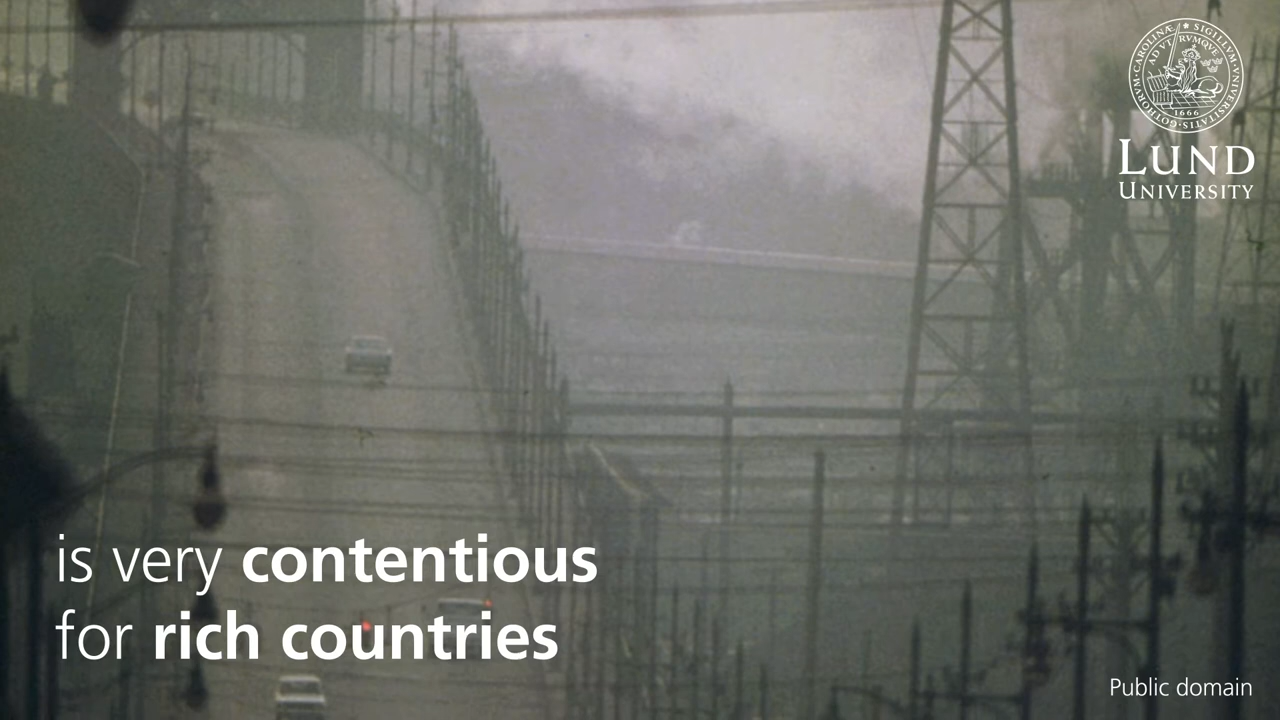 LUND
UNIVERSITY
is very contentious
for rich countries
Public domain